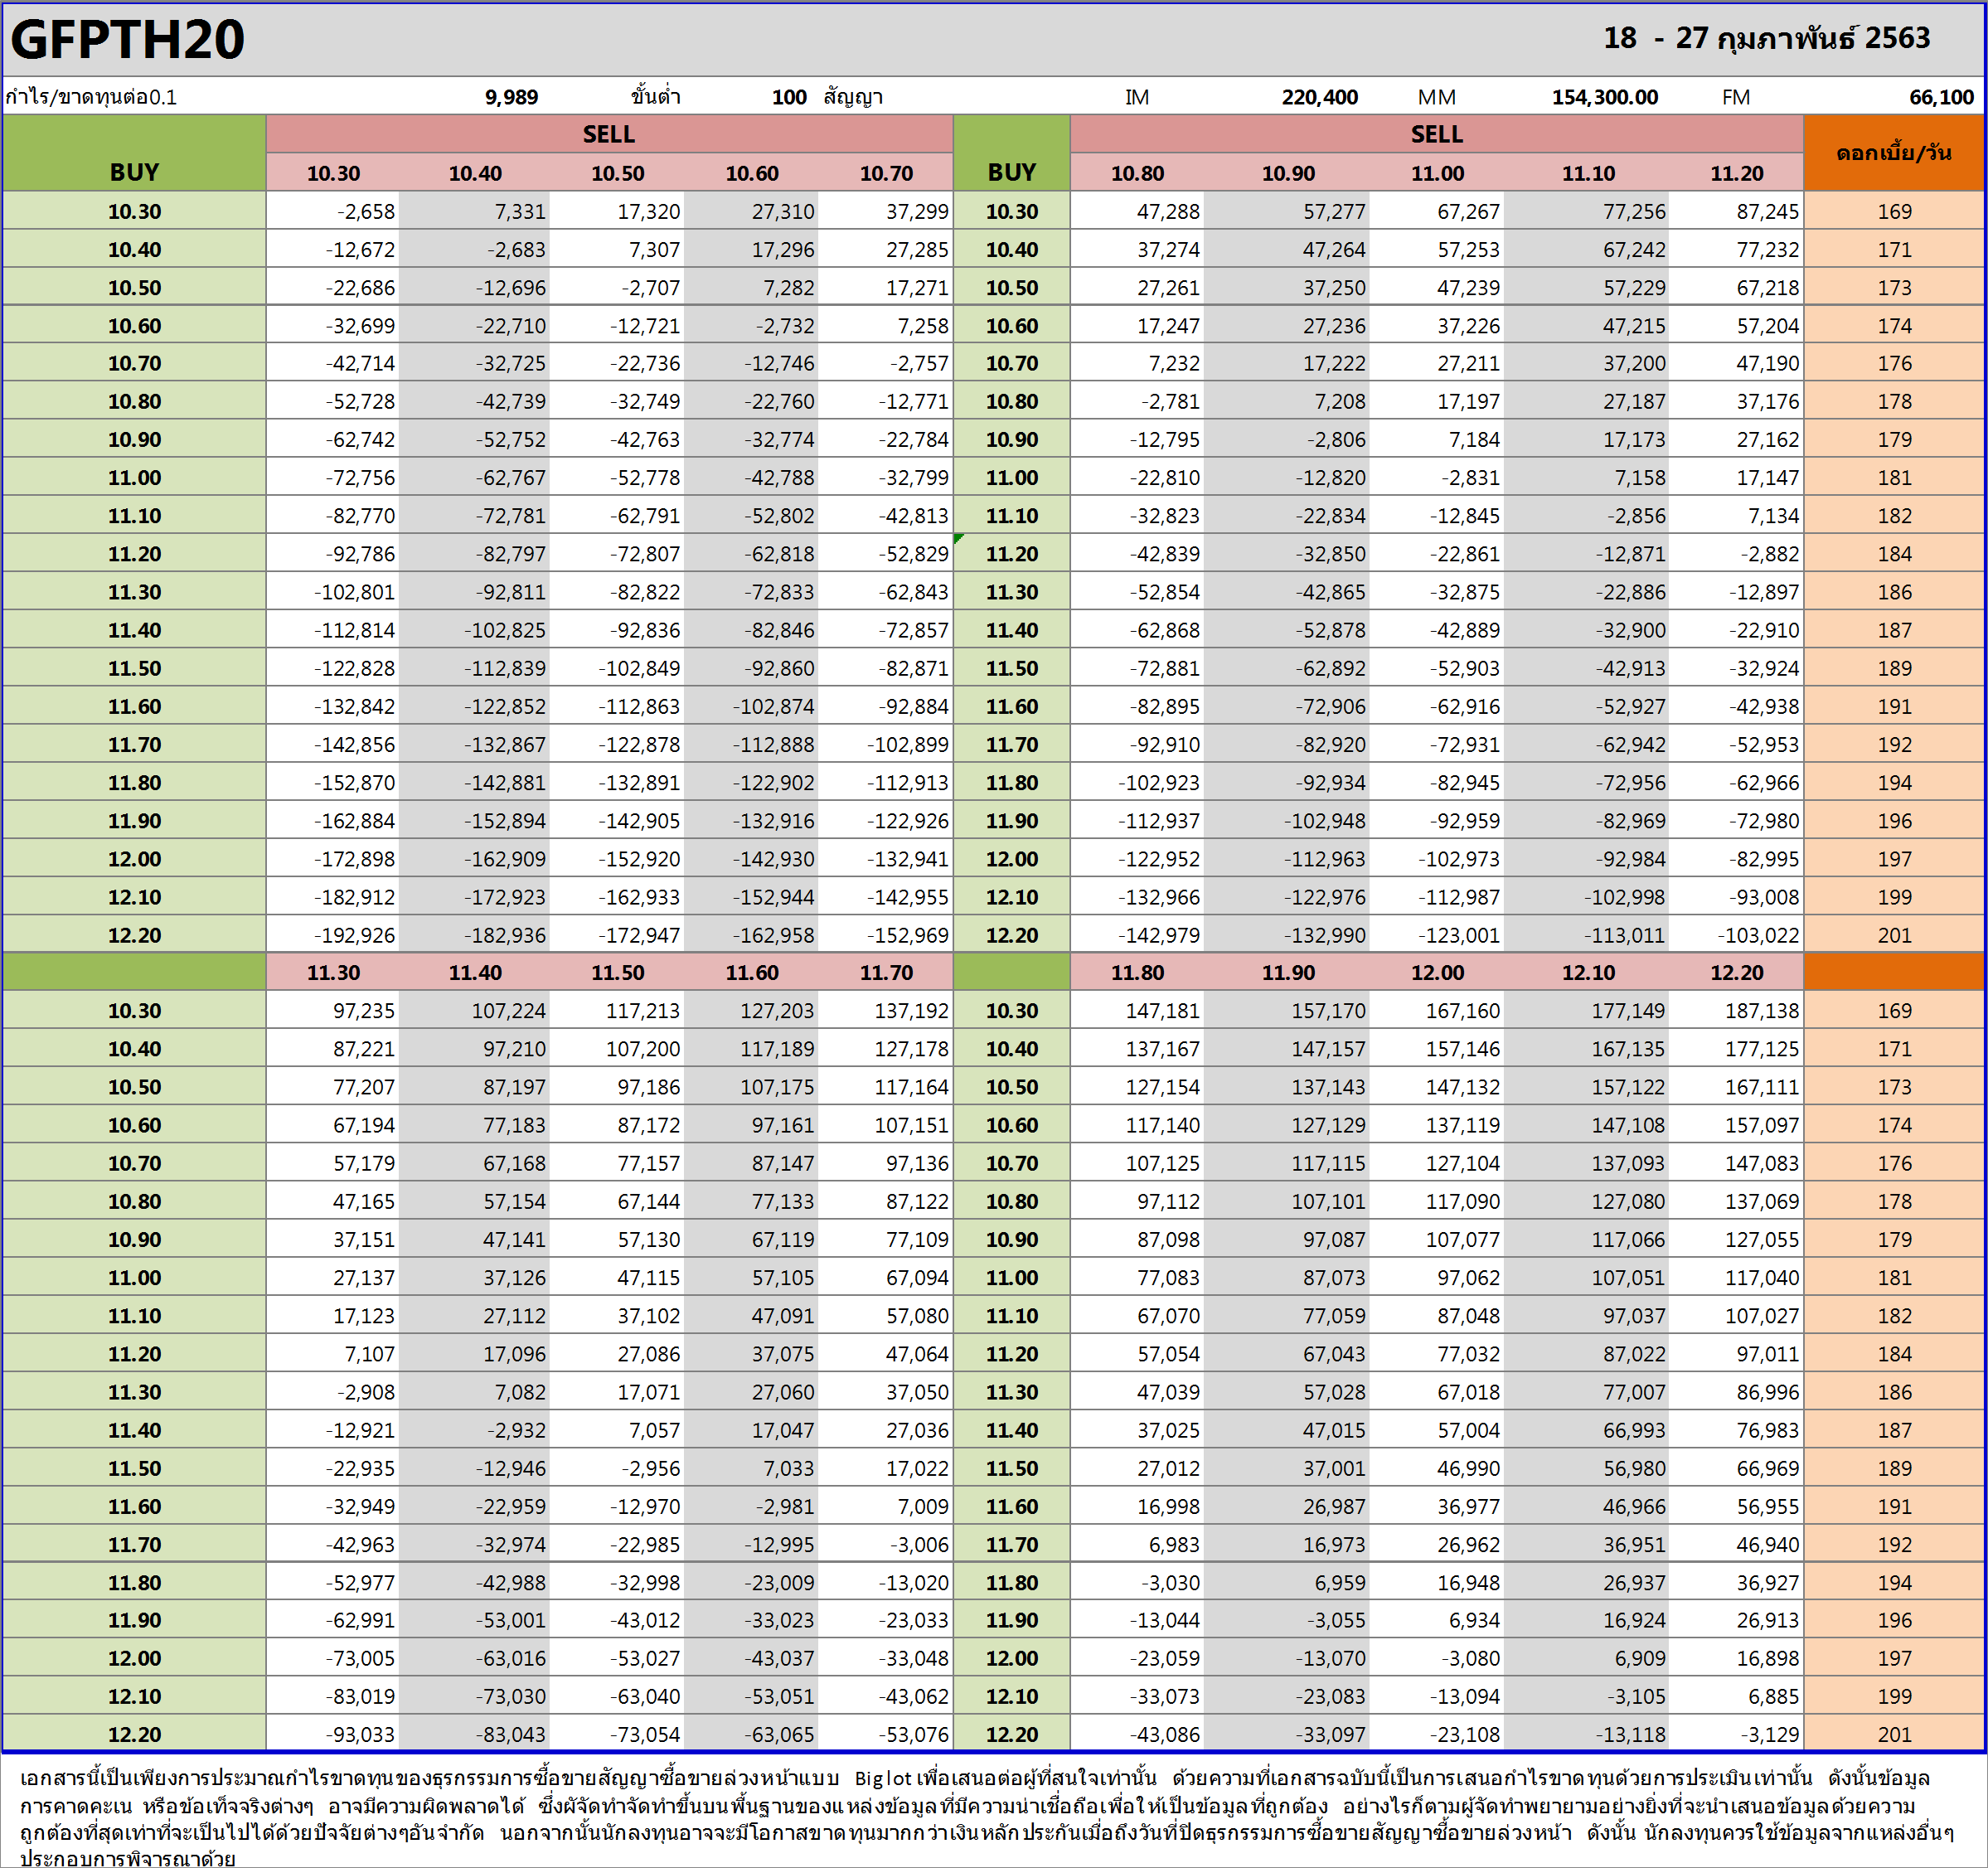 GFPTH20 18 - 27 กุมภาพันธ์ 2563
กำไร/ขาดทุนต่อ0.1 9,989 ขั้นต่ำ 100 สัญญา IM 220,400 MM 154,300.00 FM 66,100
SELL SELL
BUY 10.30 10.40 10.50 10.60 10.70 BUY 10.80 10.90 11.00 11.10 11.20 ดอกเบี้ย/วัน
10.30 -2,658 7,331 17,320 27,310 37,299 10.30 47,288 57,277 67,267 77,256 87,245 169
10.40 -12,672 -2,683 7,307 17,296 27,285 10.40 37,274 47,264 57,253 67,242 77,232 171
10.50 -22,686 -12,696 -2,707 7,282 17,271 10.50 27,261 37,250 47,239 57,229 67,218 173
10.60 -32,699 -22,710 -12,721 -2,732 7,258 10.60 17,247 27,236 37,226 47,215 57,204 174
10.70 -42,714 -32,725 -22,736 -12,746 -2,757 10.70 7,232 17,222 27,211 37,200 47,190 176
10.80 -52,728 -42,739 -32,749 -22,760 -12,771 10.80 -2,781 7,208 17,197 27,187 37,176 178
10.90 -62,742 -52,752 -42,763 -32,774 -22,784 10.90 -12,795 -2,806 7,184 17,173 27,162 179
11.00 -72,756 -62,767 -52,778 -42,788 -32,799 11.00 -22,810 -12,820 -2,831 7,158 17,147 181
11.10 -82,770 -72,781 -62,791 -52,802 -42,813 11.10 -32,823 -22,834 -12,845 -2,856 7,134 182
11.20 -92,786 -82,797 -72,807 -62,818 -52,829 11.20 -42,839 -32,850 -22,861 -12,871 -2,882 184
11.30 -102,801 -92,811 -82,822 -72,833 -62,843 11.30 -52,854 -42,865 -32,875 -22,886 -12,897 186
11.40 -112,814 -102,825 -92,836 -82,846 -72,857 11.40 -62,868 -52,878 -42,889 -32,900 -22,910 187
11.50 -122,828 -112,839 -102,849 -92,860 -82,871 11.50 -72,881 -62,892 -52,903 -42,913 -32,924 189
11.60 -132,842 -122,852 -112,863 -102,874 -92,884 11.60 -82,895 -72,906 -62,916 -52,927 -42,938 191
11.70 -142,856 -132,867 -122,878 -112,888 -102,899 11.70 -92,910 -82,920 -72,931 -62,942 -52,953 192
11.80 -152,870 -142,881 -132,891 -122,902 -112,913 11.80 -102,923 -92,934 -82,945 -72,956 -62,966 194
11.90 -162,884 -152,894 -142,905 -132,916 -122,926 11.90 -112,937 -102,948 -92,959 -82,969 -72,980 196
12.00 -172,898 -162,909 -152,920 -142,930 -132,941 12.00 -122,952 -112,963 -102,973 -92,984 -82,995 197
12.10 -182,912 -172,923 -162,933 -152,944 -142,955 12.10 -132,966 -122,976 -112,987 -102,998 -93,008 199
12.20 -192,926 -182,936 -172,947 -162,958 -152,969 12.20 -142,979 -132,990 -123,001 -113,011 -103,022 201
11.30 11.40 11.50 11.60 11.70 11.80 11.90 12.00 12.10 12.20
10.30 97,235 107,224 117,213 127,203 137,192 10.30 147,181 157,170 167,160 177,149 187,138 169
10.40 87,221 97,210 107,200 117,189 127,178 10.40 137,167 147,157 157,146 167,135 177,125 171
10.50 77,207 87,197 97,186 107,175 117,164 10.50 127,154 137,143 147,132 157,122 167,111 173
10.60 67,194 77,183 87,172 97,161 107,151 10.60 117,140 127,129 137,119 147,108 157,097 174
10.70 57,179 67,168 77,157 87,147 97,136 10.70 107,125 117,115 127,104 137,093 147,083 176
10.80 47,165 57,154 67,144 77,133 87,122 10.80 97,112 107,101 117,090 127,080 137,069 178
10.90 37,151 47,141 57,130 67,119 77,109 10.90 87,098 97,087 107,077 117,066 127,055 179
11.00 27,137 37,126 47,115 57,105 67,094 11.00 77,083 87,073 97,062 107,051 117,040 181
11.10 17,123 27,112 37,102 47,091 57,080 11.10 67,070 77,059 87,048 97,037 107,027 182
11.20 7,107 17,096 27,086 37,075 47,064 11.20 57,054 67,043 77,032 87,022 97,011 184
11.30 -2,908 7,082 17,071 27,060 37,050 11.30 47,039 57,028 67,018 77,007 86,996 186
11.40 -12,921 -2,932 7,057 17,047 27,036 11.40 37,025 47,015 57,004 66,993 76,983 187
11.50 -22,935 -12,946 -2,956 7,033 17,022 11.50 27,012 37,001 46,990 56,980 66,969 189
11.60 -32,949 -22,959 -12,970 -2,981 7,009 11.60 16,998 26,987 36,977 46,966 56,955 191
11.70 -42,963 -32,974 -22,985 -12,995 -3,006 11.70 6,983 16,973 26,962 36,951 46,940 192
11.80 -52,977 -42,988 -32,998 -23,009 -13,020 11.80 -3,030 6,959 16,948 26,937 36,927 194
11.90 -62,991 -53,001 -43,012 -33,023 -23,033 11.90 -13,044 -3,055 6,934 16,924 26,913 196
12.00 -73,005 -63,016 -53,027 -43,037 -33,048 12.00 -23,059 -13,070 -3,080 6,909 16,898 197
12.10 -83,019 -73,030 -63,040 -53,051 -43,062 12.10 -33,073 -23,083 -13,094 -3,105 6,885 199
12.20 -93,033 -83,043 -73,054 -63,065 -53,076 12.20 -43,086 -33,097 -23,108 -13,118 -3,129 201
เอกสารนี้เป็นเพียงการประมาณกำไรขาดทุนของธุรกรรมการซื้อขายสัญญาซื้อขายล่วงหน้าแบบ Big lot เพื่อเสนอต่อผู้ที่สนใจเท่านั้น ด้วยความที่เอกสารฉบับนี้เป็นการเสนอกำไรขาดทุนด้วยการประเมินเท่านั้น ดังนั้นข้อมูล
การคาดคะเน หรือข้อเท็จจริงต่างๆ อาจมีความผิดพลาดได้ ซึ่งผัจัดทำจัดทำขึ้นบนพื้นฐานของแหล่งข้อมูลที่มีความน่าเชื่อถือเพื่อให้เป็นข้อมูลที่ถูกต้อง อย่างไรก็ตามผู้จัดทำพยายามอย่างยิ่งที่จะนำเสนอข้อมูลด้วยความ
ถูกต้องที่สุดเท่าที่จะเป็นไปได้ด้วยปัจจัยต่างๆอันจำกัด นอกจากนั้นนักลงทุนอาจจะมีโอกาสขาดทุนมากกว่าเงินหลักประกันเมื่อถึงวันที่ปิดธุรกรรมการซื้อขายสัญญาซื้อขายล่วงหน้า ดังนั้น นักลงทุนควรใช้ข้อมูลจากแหล่งอื่นๆ
ประกอบการพิจารณาด้วย